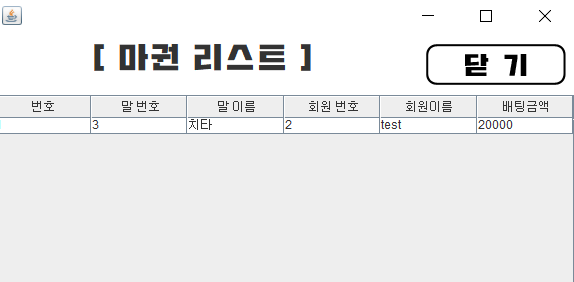 [ 마권 리스트 ]
닫 기
번호 말 번호 말 이름 회원 번호 회원이름 배팅금액
3 치타 2 test 20000